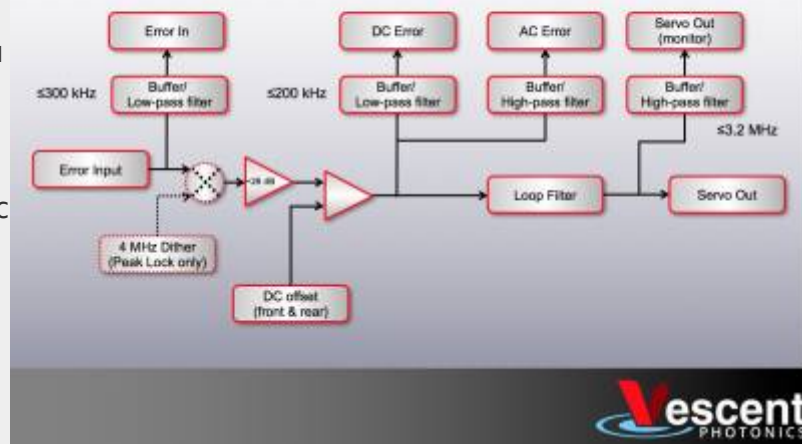 Error In
DC Error
AC Error
Servo Out
(monitor)
≤300 kHz
Buffer/
Low-pass filter
≤200 kHz
Buffer/
Low-pass filter
Buffer/
High-pass filter
Buffer/
High-pass filter
≤3.2 MHz
Error Input
Loop Filter
Servo Out
4 MHz Dither
(Peak Lock only)
DC offset
(front & rear)
Vescent
PHOTONICS